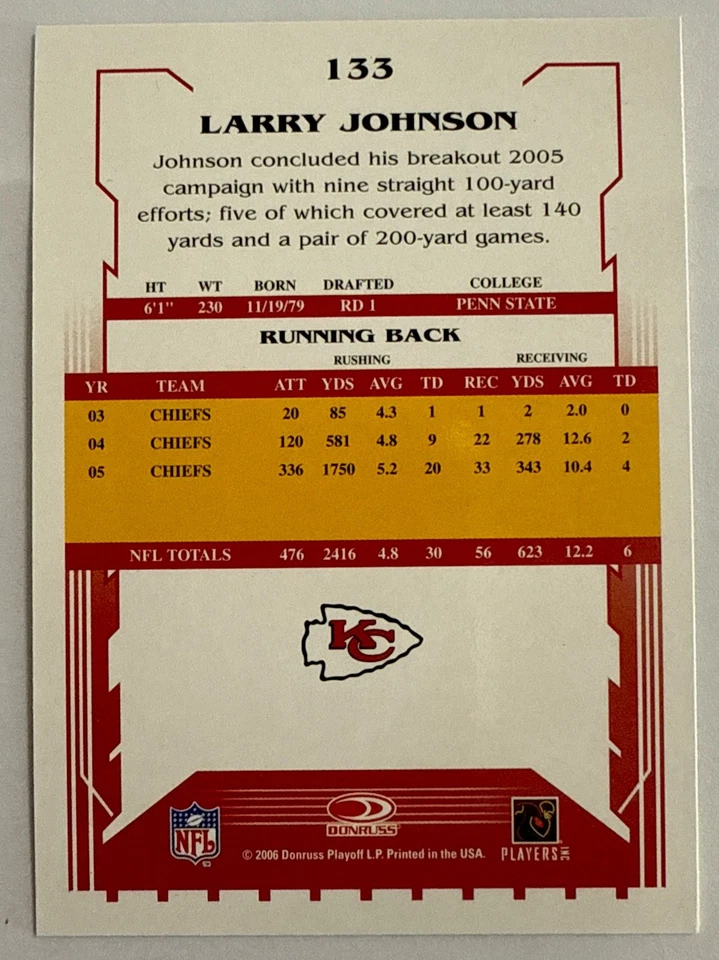 133
LARRY JOHNSON
Johnson concluded his breakout 2005
campaign with nine straight 100-yard
efforts; five of which covered at least 140
yards and a pair of 200-yard games.
HT WT BORN DRAFTED COLLEGE
6'1" 230 11/19/79 RD 1 PENN STATE
RUNNING BACK
RUSHING RECEIVING
YR TEAM ATT YDS AVG TD REC YDS AVG TD
03 CHIEFS 20 85 4.3 1 1 2 2.0 0
04 CHIEFS 120 581 4.8 9 22 278 12.6 2
05 CHIEFS 336 1750 5.2 20 33 343 10.4 4
NFL TOTALS 476 2416 4.8 30 56 623 12.2 6
KC
NFL
DONRUSS
© 2006 Donruss Playoff L.P. Printed in the USA.
PLAYERS INC